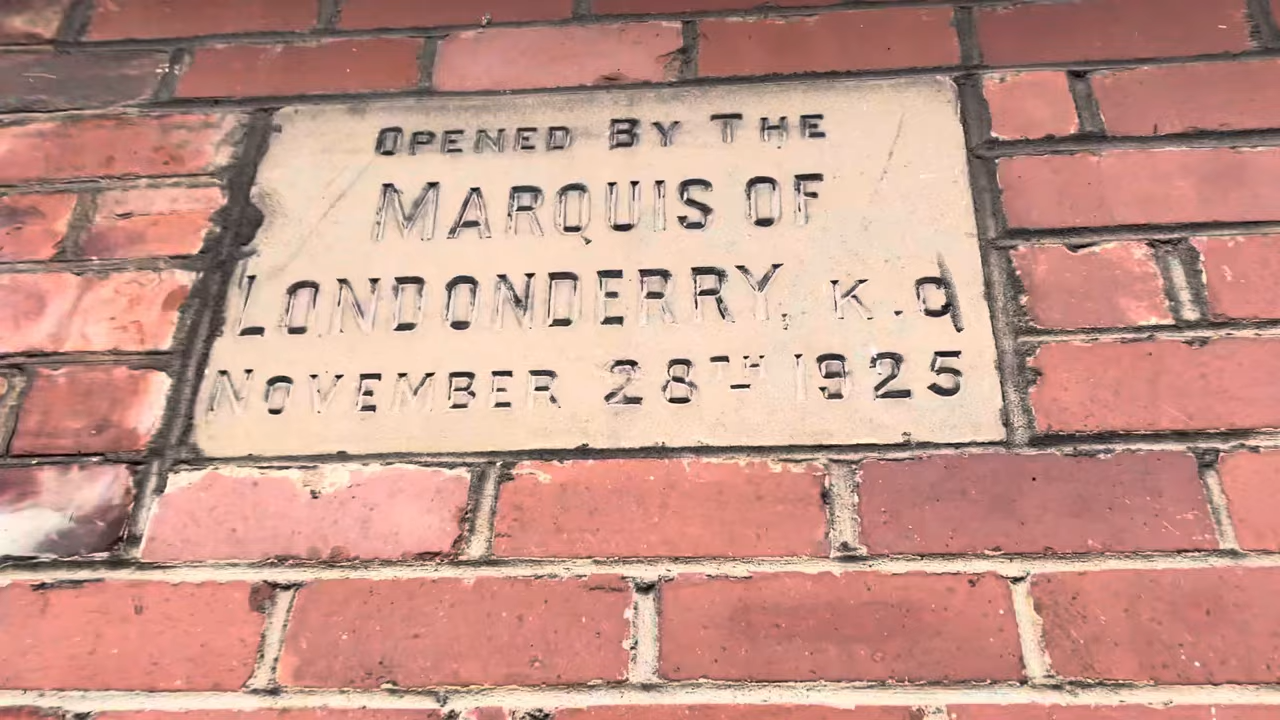 OPENED BY THE
MARQUIS OF
LONDONDERRY, K.G
NOVEMBER 28TH 1925